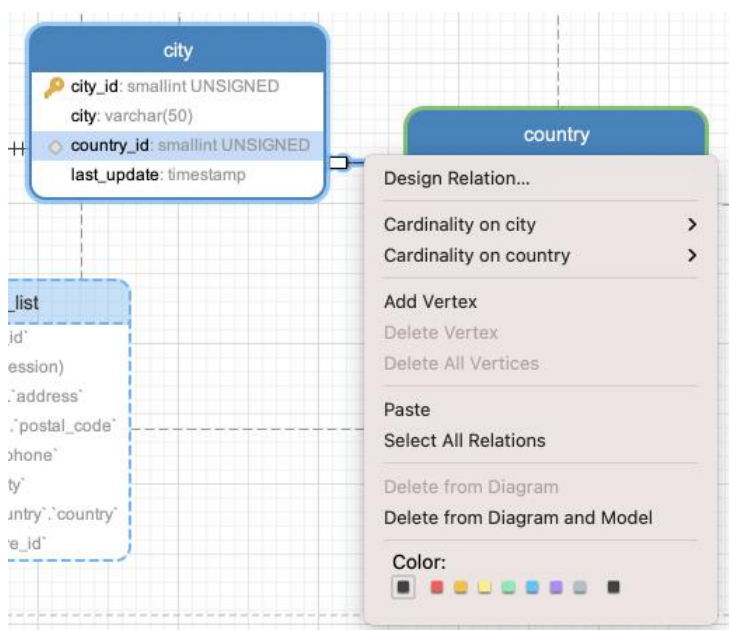 city
city_id: smallint UNSIGNED
city: varchar(50)
country_id: smallint UNSIGNED
last_update: timestamp
country
Design Relation...
Cardinality on city
Cardinality on country
Add Vertex
Delete Vertex
Delete All Vertices
Paste
Select All Relations
Delete from Diagram
Delete from Diagram and Model
Color:
_list
id`
ession)
.`address`
.`postal_code`
phone`
ty`
untry`.`country`
re_id`